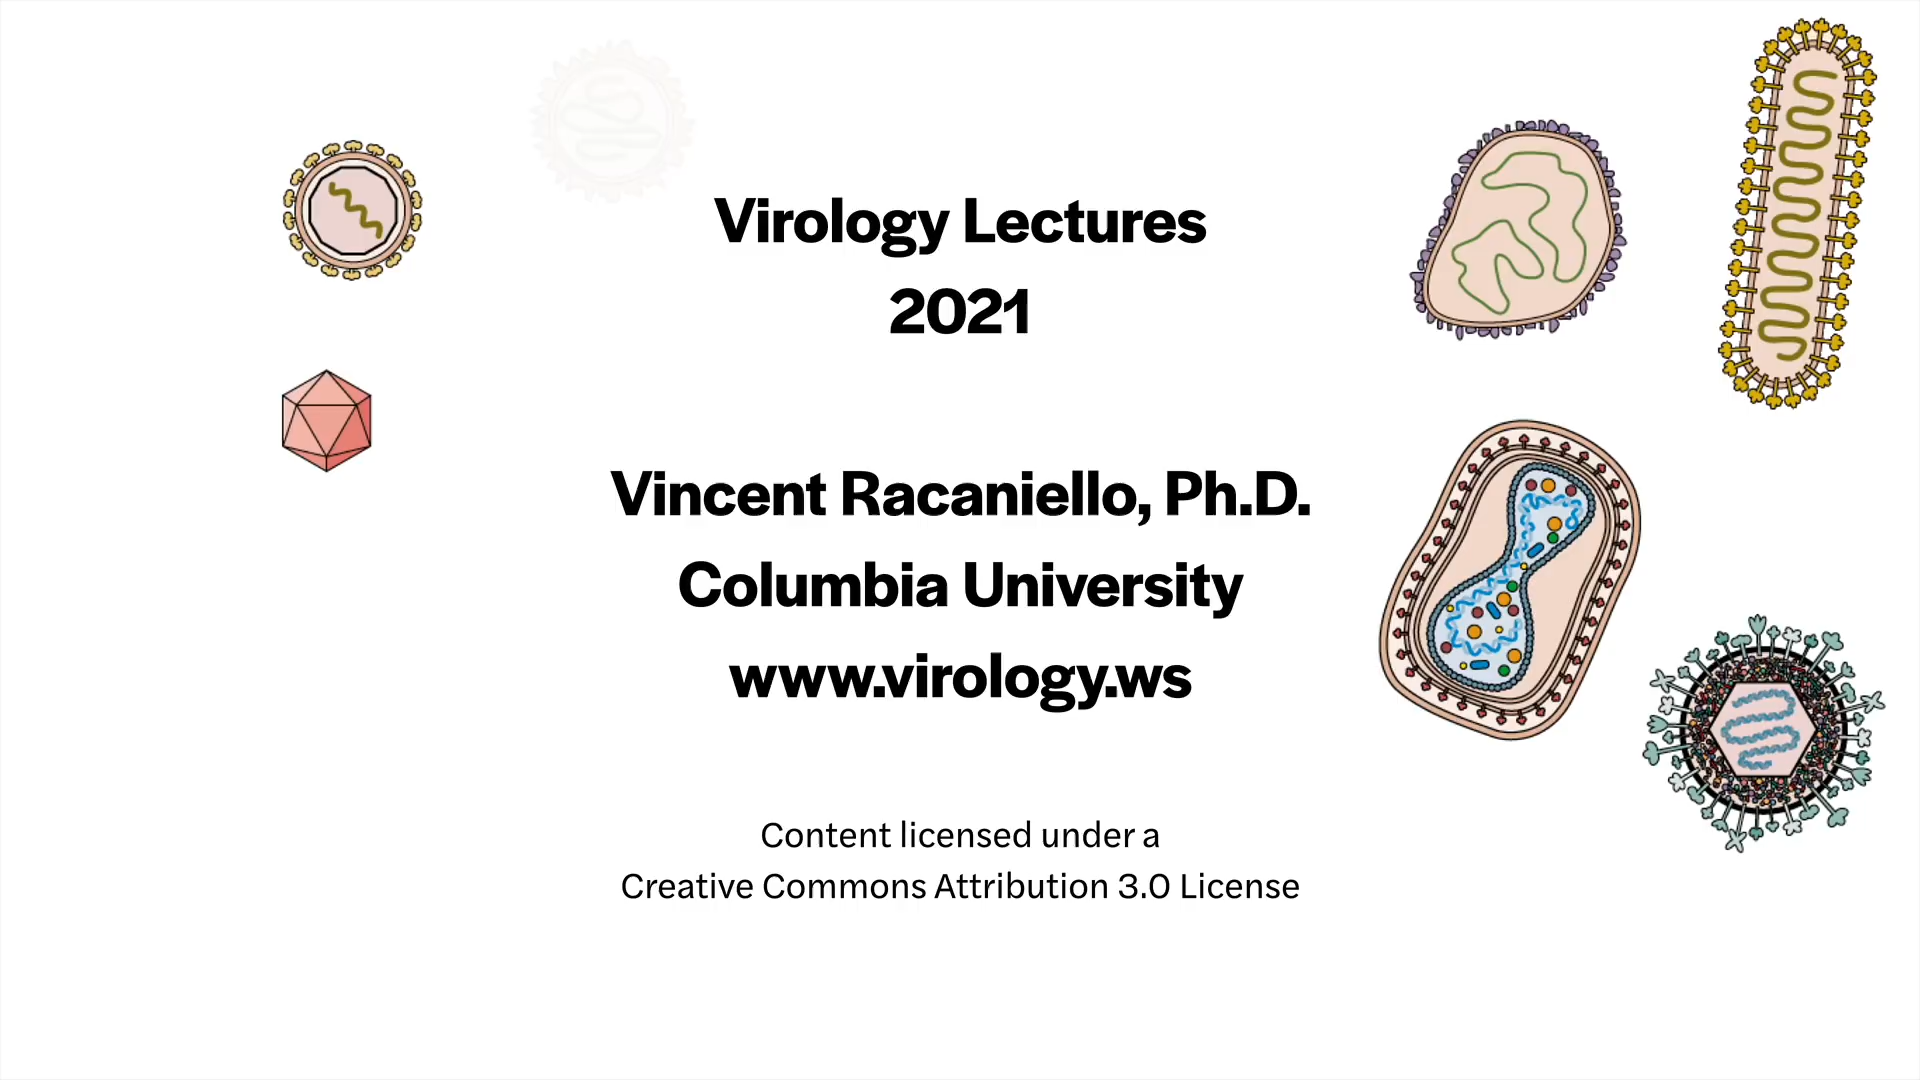 Virology Lectures
2021
Vincent Racaniello, Ph.D.
Columbia University
www.virology.ws
Content licensed under a
Creative Commons Attribution 3.0 License